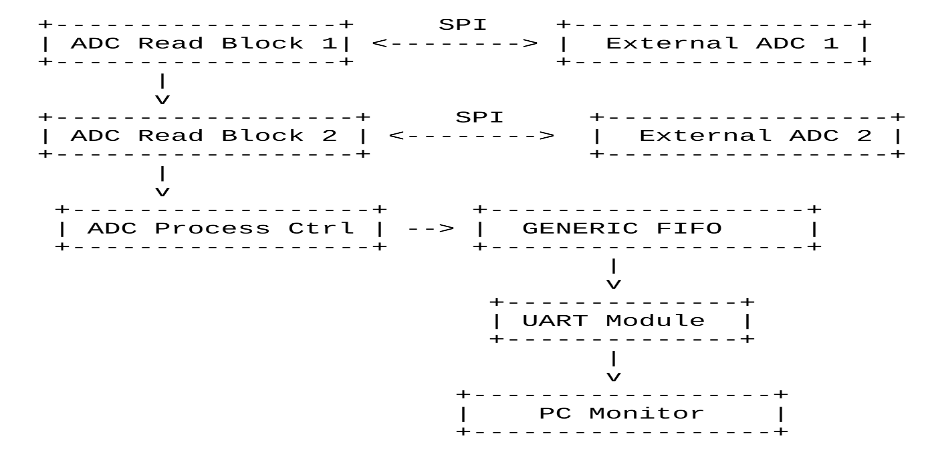 SPI
+------------------+ +-----------------+
| ADC Read Block 1| <--------> | External ADC 1 |
+------------------+ +-----------------+
|
v
+-------------------+ SPI +------------------+
| ADC Read Block 2 | <--------> | External ADC 2 |
+-------------------+ +------------------+
|
v
+------------------+ +-------------------+
| ADC Process Ctrl | --> | GENERIC FIFO |
+------------------+ +-------------------+
|
v
+--------------+
| UART Module |
+--------------+
|
v
+------------------+
| PC Monitor |
+------------------+